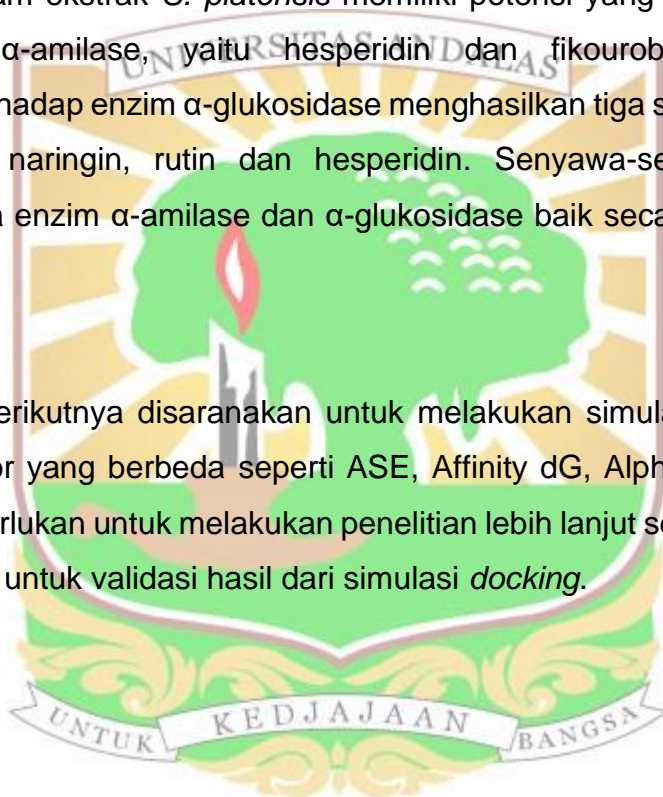 am ekstrak S. platensis memiliki potensi yang
α-amilase, yaitu hesperidin dan fikourob
UNIVERSITAS ANDALAS
hadap enzim α-glukosidase menghasilkan tiga s
naringin, rutin dan hesperidin. Senyawa-se
a enzim α-amilase dan α-glukosidase baik seca
erikutnya disaranakan untuk melakukan simula
or yang berbeda seperti ASE, Affinity dG, Alph
rlukan untuk melakukan penelitian lebih lanjut se
untuk validasi hasil dari simulasi docking.
UNTUK KEDJAJAAN BANGSA